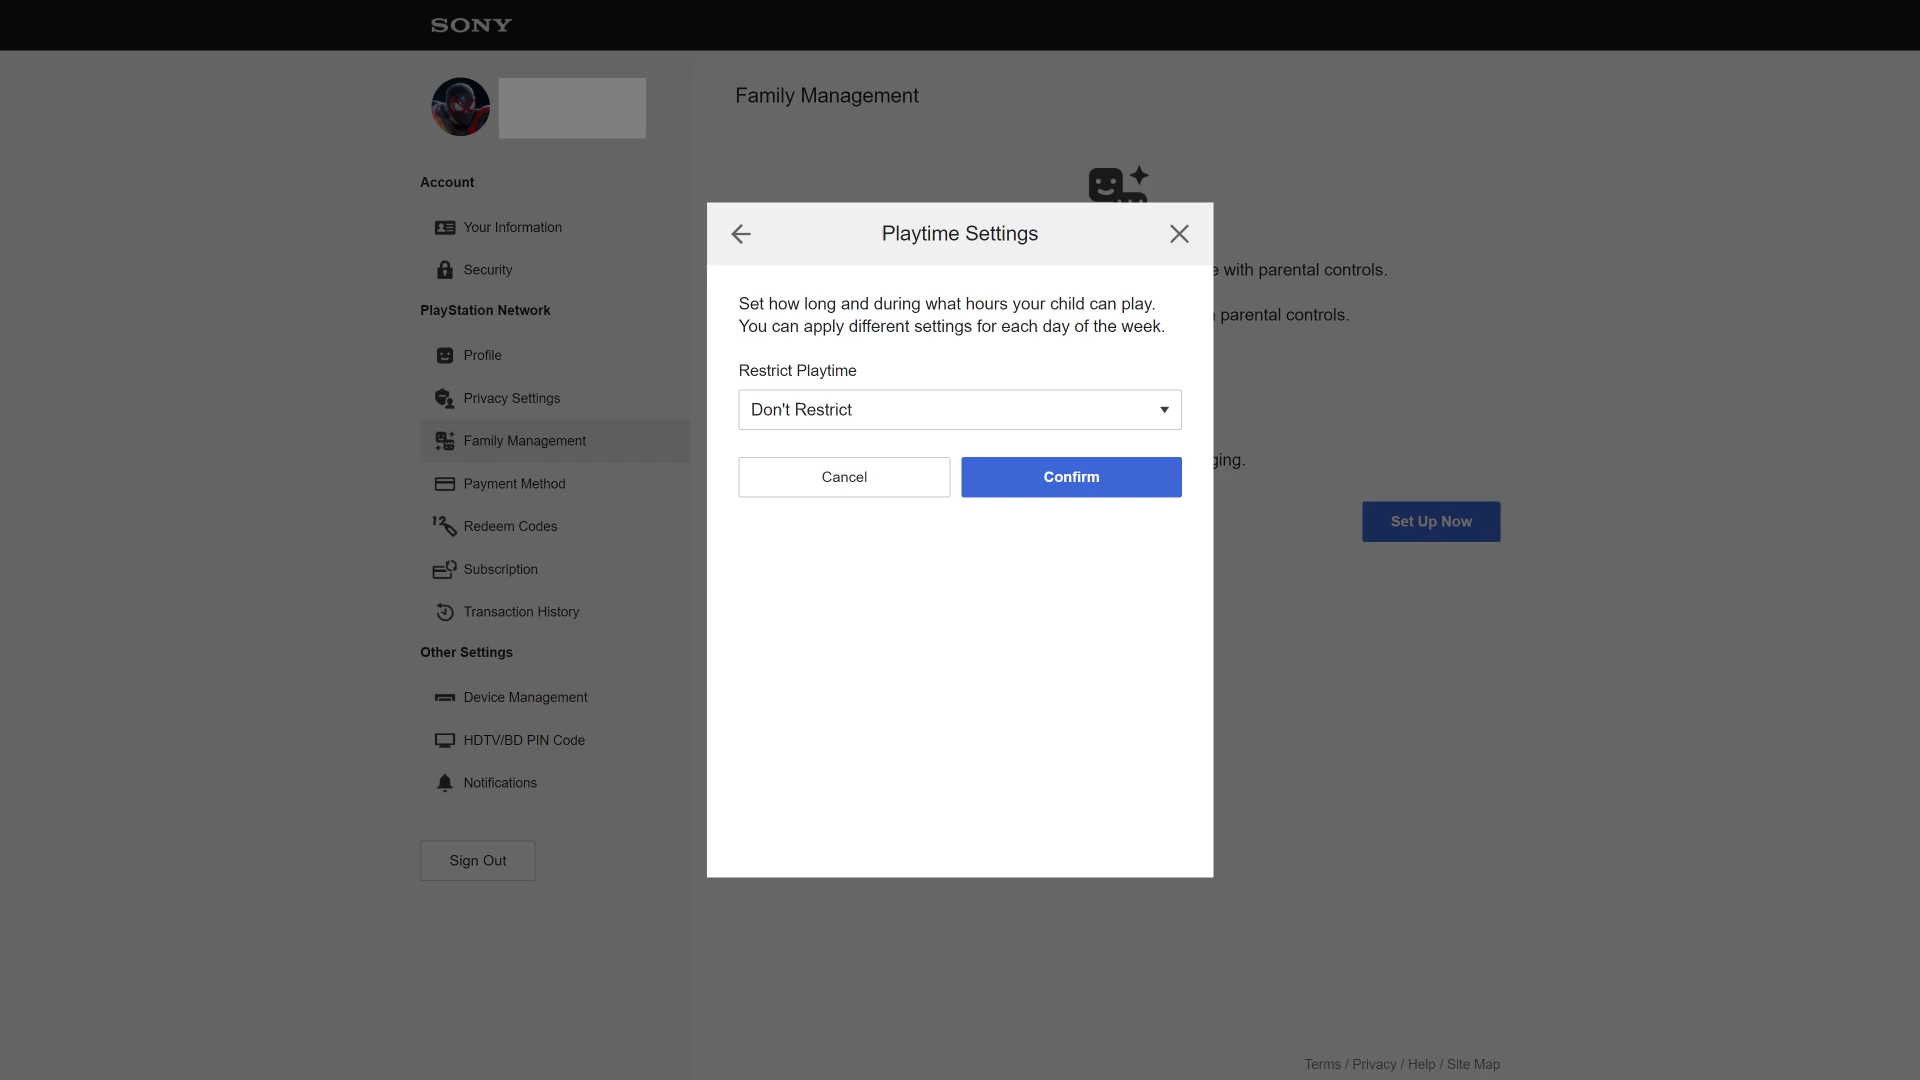 SONY
Account
Your Information
Security
PlayStation Network
Profile
Privacy Settings
Family Management
Payment Method
Redeem Codes
Subscription
Transaction History
Other Settings
Device Management
HDTV/BD PIN Code
Notifications
Sign Out
Family Management
with parental controls.
parental controls.
Set Up Now
Playtime Settings
Set how long and during what hours your child can play.
You can apply different settings for each day of the week.
Restrict Playtime
Don't Restrict
Cancel
Confirm
Terms / Privacy / Help / Site Map